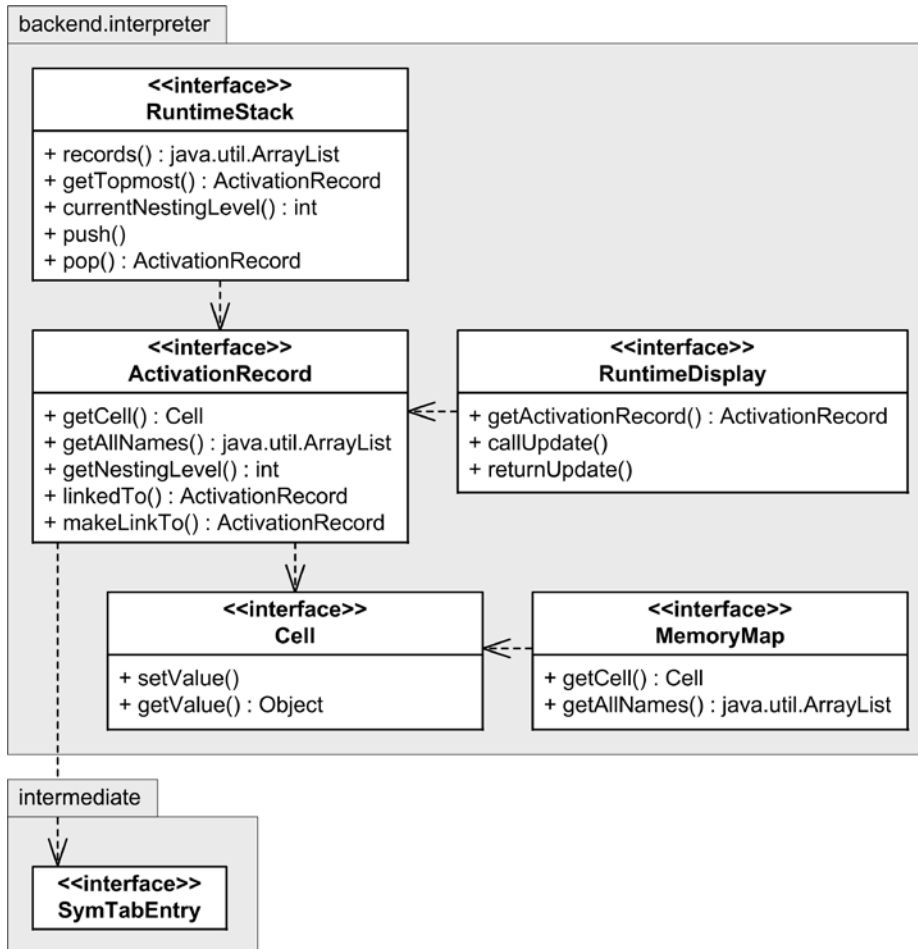 backend.interpreter
<<interface>>
RuntimeStack
+ records() : java.util.ArrayList
+ getTopmost() : ActivationRecord
+ currentNestingLevel() : int
+ push()
+ pop() : ActivationRecord
<<interface>>
ActivationRecord
+ getCell() : Cell
+ getAllNames() : java.util.ArrayList
+ getNestingLevel() : int
+ linkedTo() : ActivationRecord
+ makeLinkTo() : ActivationRecord
<<interface>>
RuntimeDisplay
+ getActivationRecord() : ActivationRecord
+ callUpdate()
+ returnUpdate()
<<interface>>
Cell
+ setValue()
+ getValue() : Object
<<interface>>
MemoryMap
+ getCell() : Cell
+ getAllNames() : java.util.ArrayList
intermediate
<<interface>>
SymTabEntry